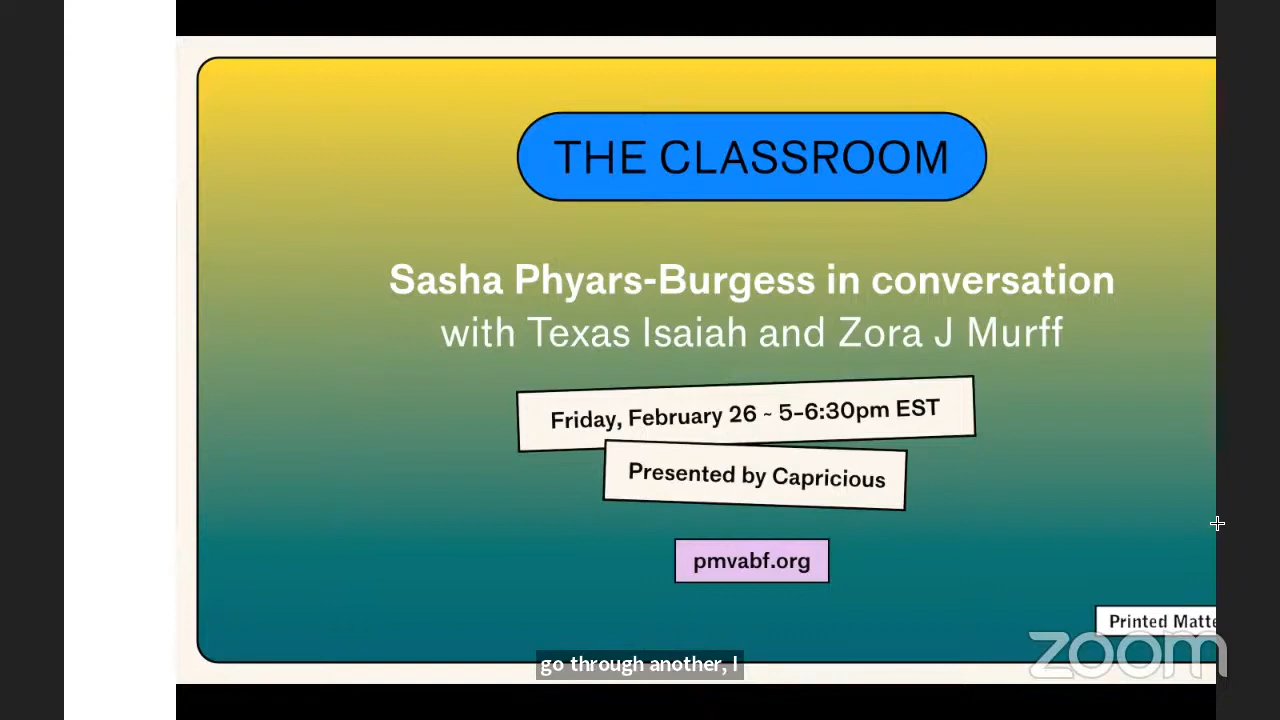 THE CLASSROOM
Sasha Phyars-Burgess in conversation
with Texas Isaiah and Zora J Murff
Friday, February 26 ~ 5-6:30pm EST
Presented by Capricious
pmvabf.org
Printed Matte
go through another, I
zoom